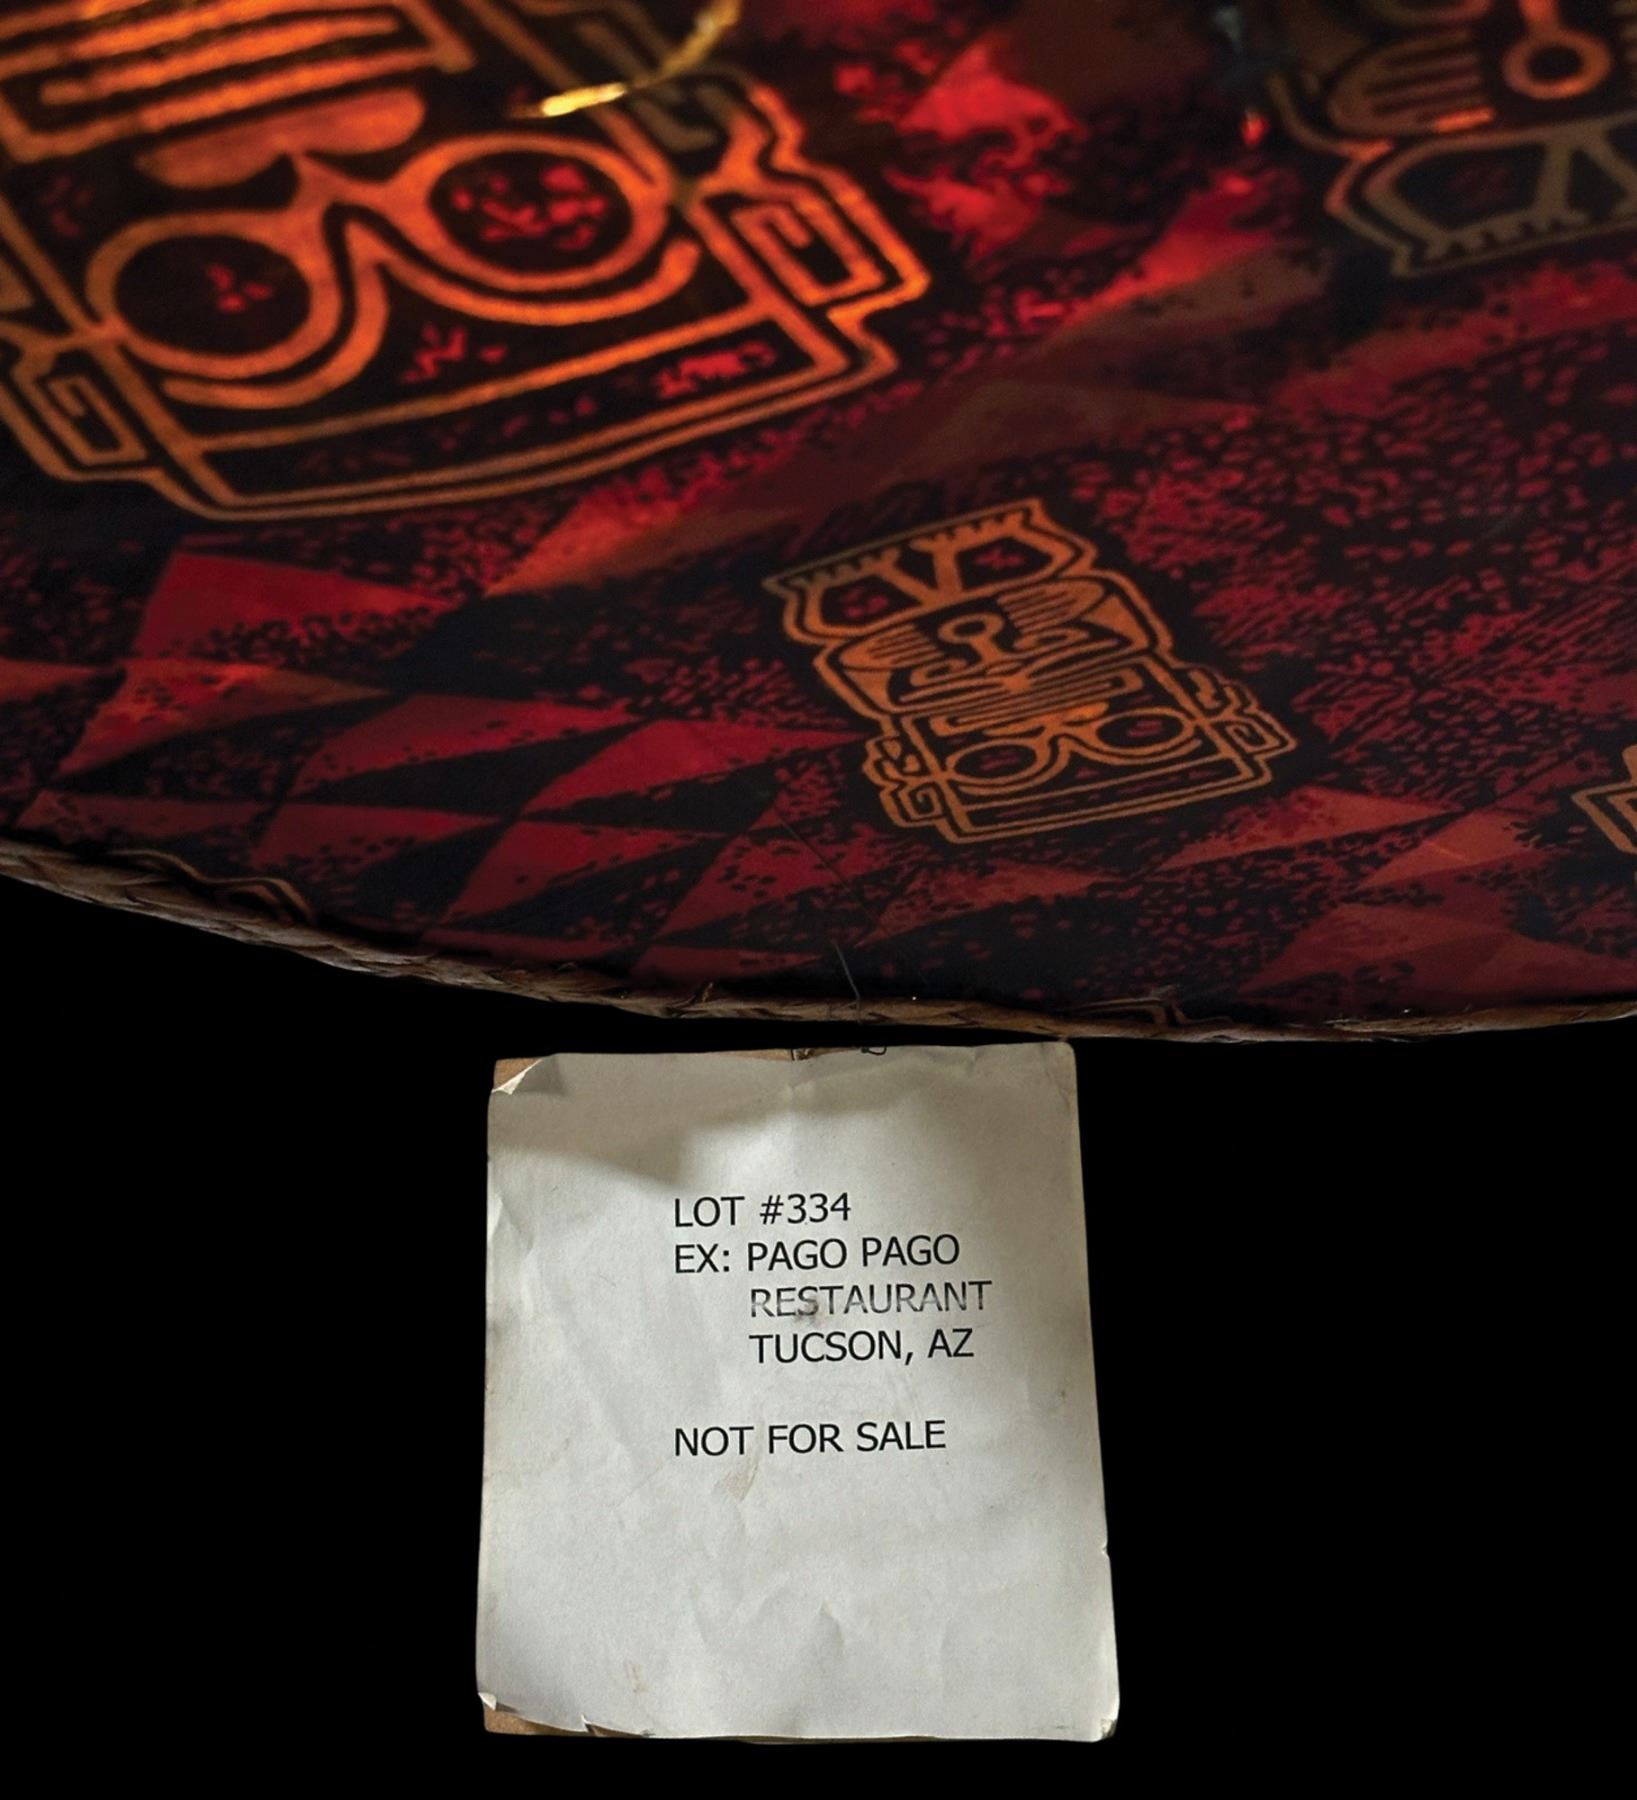 LOT #334
EX: PAGO PAGO
RESTAURANT
TUCSON, AZ
NOT FOR SALE